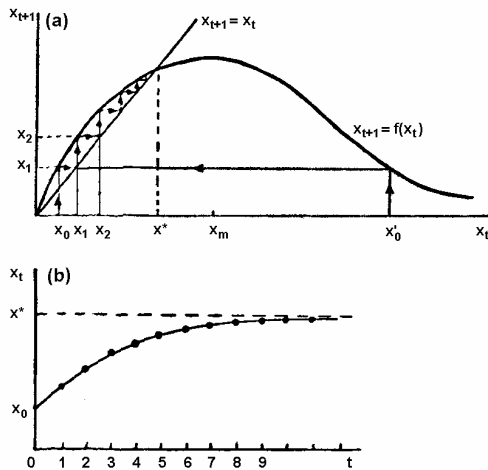 x_{t+1}
(a)
x_{t+1} = x_t
x_{t+1} = f(x_t)
x_2
x_1
x_0 x_1 x_2 x* x_m x'_0 x_t
(b)
x_t
x*
x_0
0 1 2 3 4 5 6 7 8 9 t